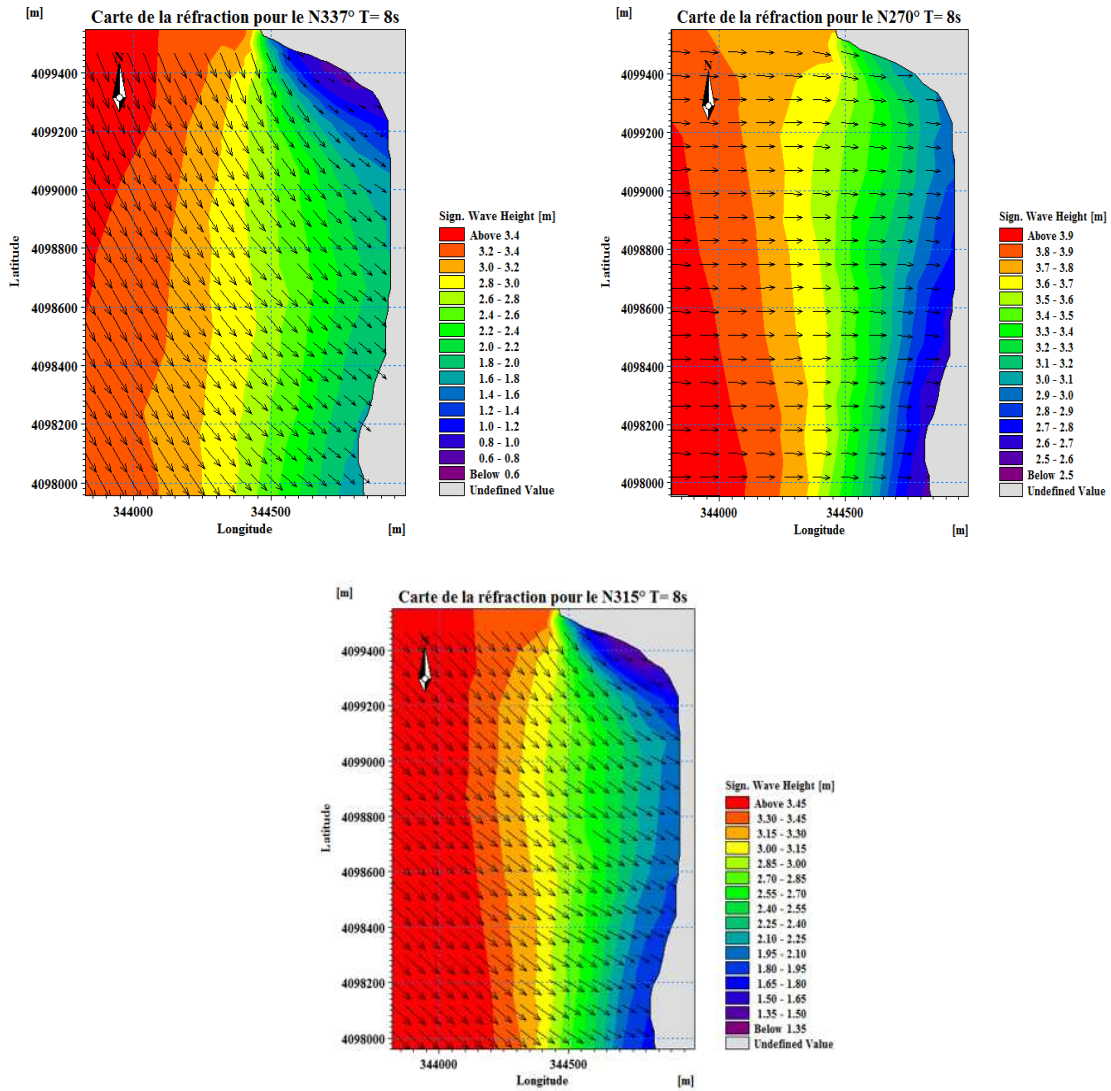 [m]
Carte de la réfraction pour le N337° T= 8s
N
4099400
4099200
4099000
4098800
4098600
4098400
4098200
4098000
Latitude
344000
344500
Longitude
[m]
Sign. Wave Height [m]
Above 3.4
3.2 - 3.4
3.0 - 3.2
2.8 - 3.0
2.6 - 2.8
2.4 - 2.6
2.2 - 2.4
2.0 - 2.2
1.8 - 2.0
1.6 - 1.8
1.4 - 1.6
1.2 - 1.4
1.0 - 1.2
0.8 - 1.0
0.6 - 0.8
Below 0.6
Undefined Value
[m]
Carte de la réfraction pour le N270° T= 8s
N
4099400
4099200
4099000
4098800
4098600
4098400
4098200
4098000
Latitude
344000
344500
Longitude
[m]
Sign. Wave Height [m]
Above 3.9
3.8 - 3.9
3.7 - 3.8
3.6 - 3.7
3.5 - 3.6
3.4 - 3.5
3.3 - 3.4
3.2 - 3.3
3.1 - 3.2
3.0 - 3.1
2.9 - 3.0
2.8 - 2.9
2.7 - 2.8
2.6 - 2.7
2.5 - 2.6
Below 2.5
Undefined Value
[m]
Carte de la réfraction pour le N315° T= 8s
N
4099400
4099200
4099000
4098800
4098600
4098400
4098200
4098000
Latitude
344000
344500
Longitude
[m]
Sign. Wave Height [m]
Above 3.45
3.30 - 3.45
3.15 - 3.30
3.00 - 3.15
2.85 - 3.00
2.70 - 2.85
2.55 - 2.70
2.40 - 2.55
2.25 - 2.40
2.10 - 2.25
1.95 - 2.10
1.80 - 1.95
1.65 - 1.80
1.50 - 1.65
1.35 - 1.50
Below 1.35
Undefined Value